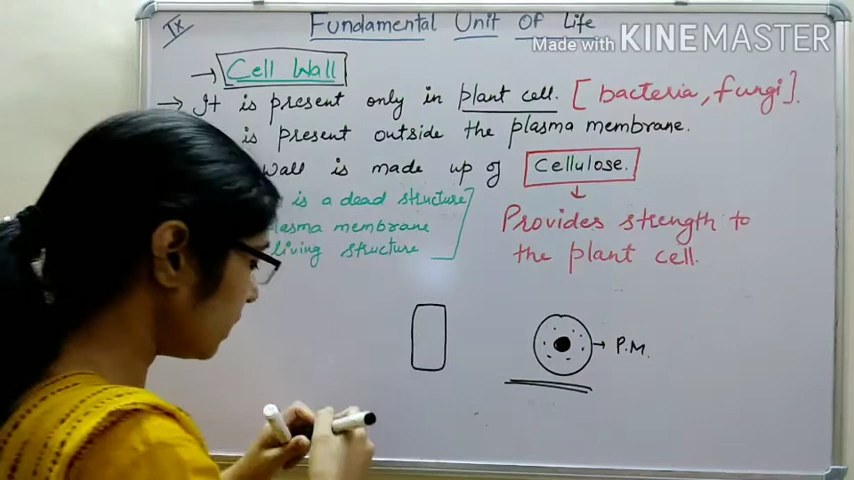 IX
Fundamental Unit Of Life
Made with KINEMASTER
→ Cell Wall
→ It is present only in plant cell. [bacteria, fungi].
is present outside the plasma membrane.
wall is made up of Cellulose.
is a dead structure
plasma membrane
living structure
Provides strength to
the plant cell.
→ P.M.